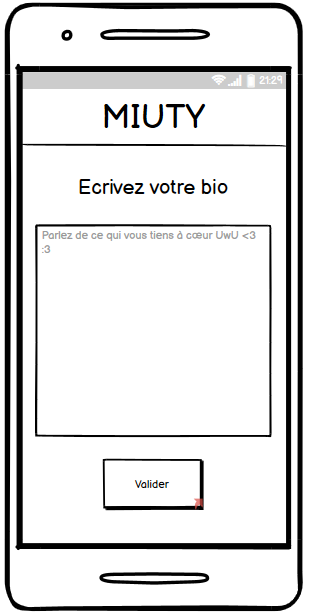 21:29
MIUTY
Ecrivez votre bio
Parlez de ce qui vous tiens à cœur UwU <3
:3
Valider